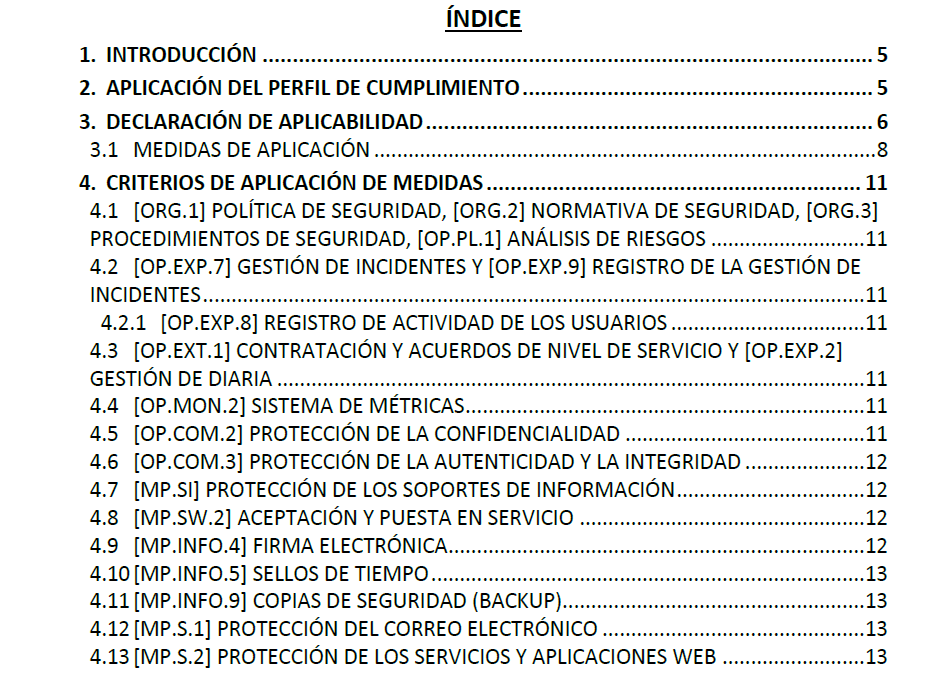 ÍNDICE
1. INTRODUCCIÓN ........ 5
2. APLICACIÓN DEL PERFIL DE CUMPLIMIENTO ........ 5
3. DECLARACIÓN DE APLICABILIDAD ........ 6
3.1 MEDIDAS DE APLICACIÓN ........ 8
4. CRITERIOS DE APLICACIÓN DE MEDIDAS ........ 11
4.1 [ORG.1] POLÍTICA DE SEGURIDAD, [ORG.2] NORMATIVA DE SEGURIDAD, [ORG.3]
PROCEDIMIENTOS DE SEGURIDAD, [OP.PL.1] ANÁLISIS DE RIESGOS ........ 11
4.2 [OP.EXP.7] GESTIÓN DE INCIDENTES Y [OP.EXP.9] REGISTRO DE LA GESTIÓN DE
INCIDENTES ........ 11
4.2.1 [OP.EXP.8] REGISTRO DE ACTIVIDAD DE LOS USUARIOS ........ 11
4.3 [OP.EXT.1] CONTRATACIÓN Y ACUERDOS DE NIVEL DE SERVICIO Y [OP.EXP.2]
GESTIÓN DE DIARIA ........ 11
4.4 [OP.MON.2] SISTEMA DE MÉTRICAS ........ 11
4.5 [OP.COM.2] PROTECCIÓN DE LA CONFIDENCIALIDAD ........ 11
4.6 [OP.COM.3] PROTECCIÓN DE LA AUTENTICIDAD Y LA INTEGRIDAD ........ 12
4.7 [MP.SI] PROTECCIÓN DE LOS SOPORTES DE INFORMACIÓN ........ 12
4.8 [MP.SW.2] ACEPTACIÓN Y PUESTA EN SERVICIO ........ 12
4.9 [MP.INFO.4] FIRMA ELECTRÓNICA ........ 12
4.10 [MP.INFO.5] SELLOS DE TIEMPO ........ 13
4.11 [MP.INFO.9] COPIAS DE SEGURIDAD (BACKUP) ........ 13
4.12 [MP.S.1] PROTECCIÓN DEL CORREO ELECTRÓNICO ........ 13
4.13 [MP.S.2] PROTECCIÓN DE LOS SERVICIOS Y APLICACIONES WEB ........ 13